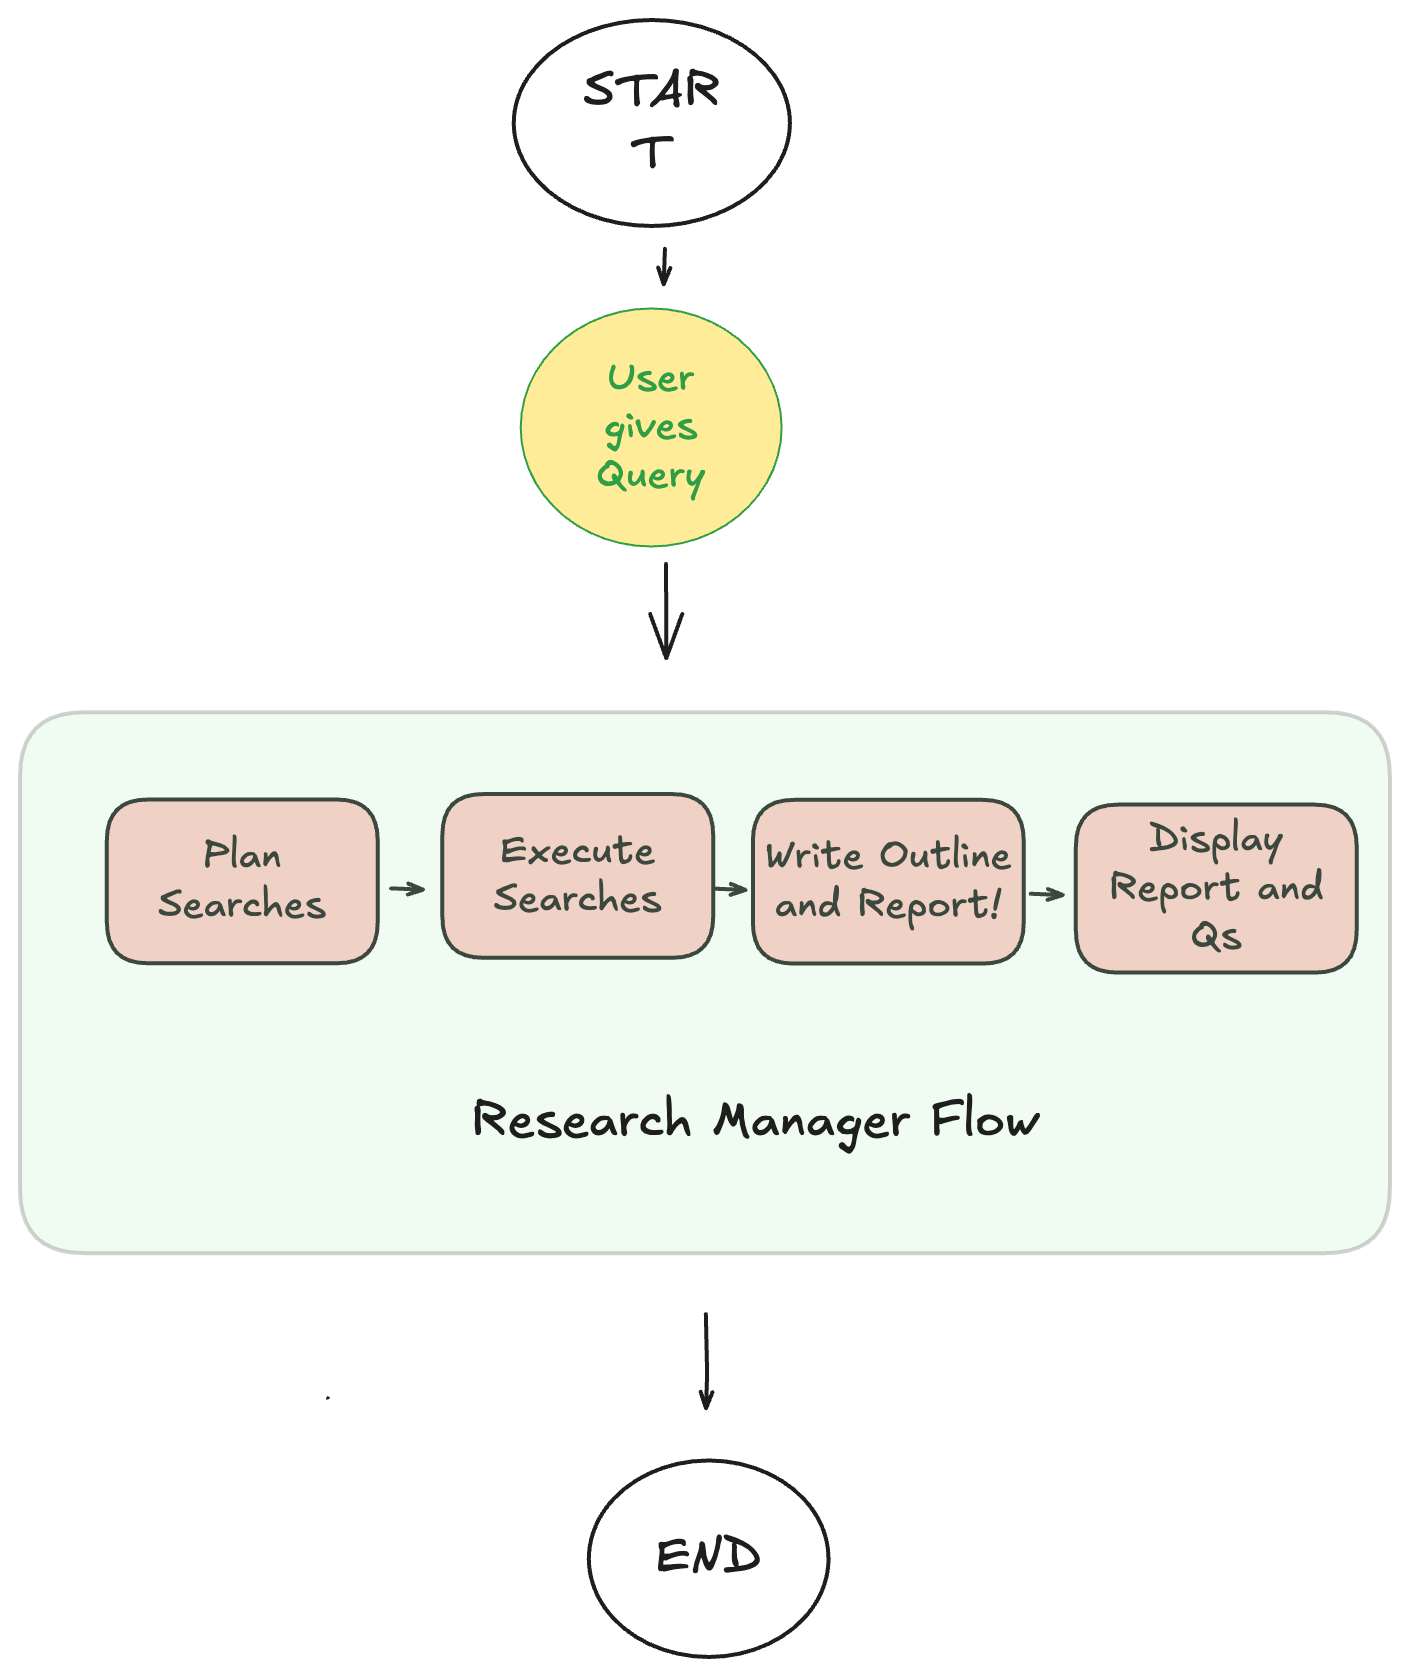 STAR
T
User
gives
Query
Plan
Searches
Execute
Searches
Write Outline
and Report!
Display
Report and
Qs
Research Manager Flow
END